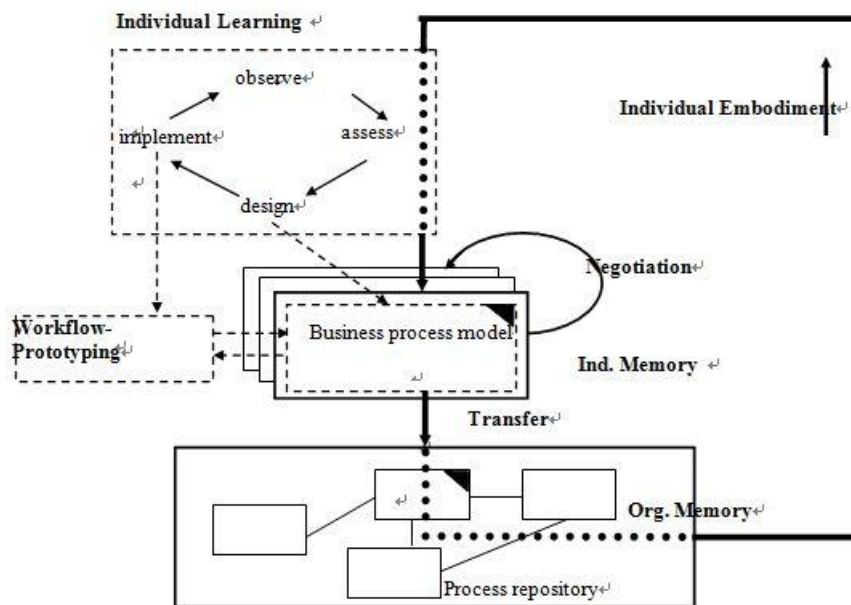 Individual Learning
observe
Individual Embodiment
implement
assess
design
Negotiation
Workflow-
Prototyping
Business process model
Ind. Memory
Transfer
Org. Memory
Process repository